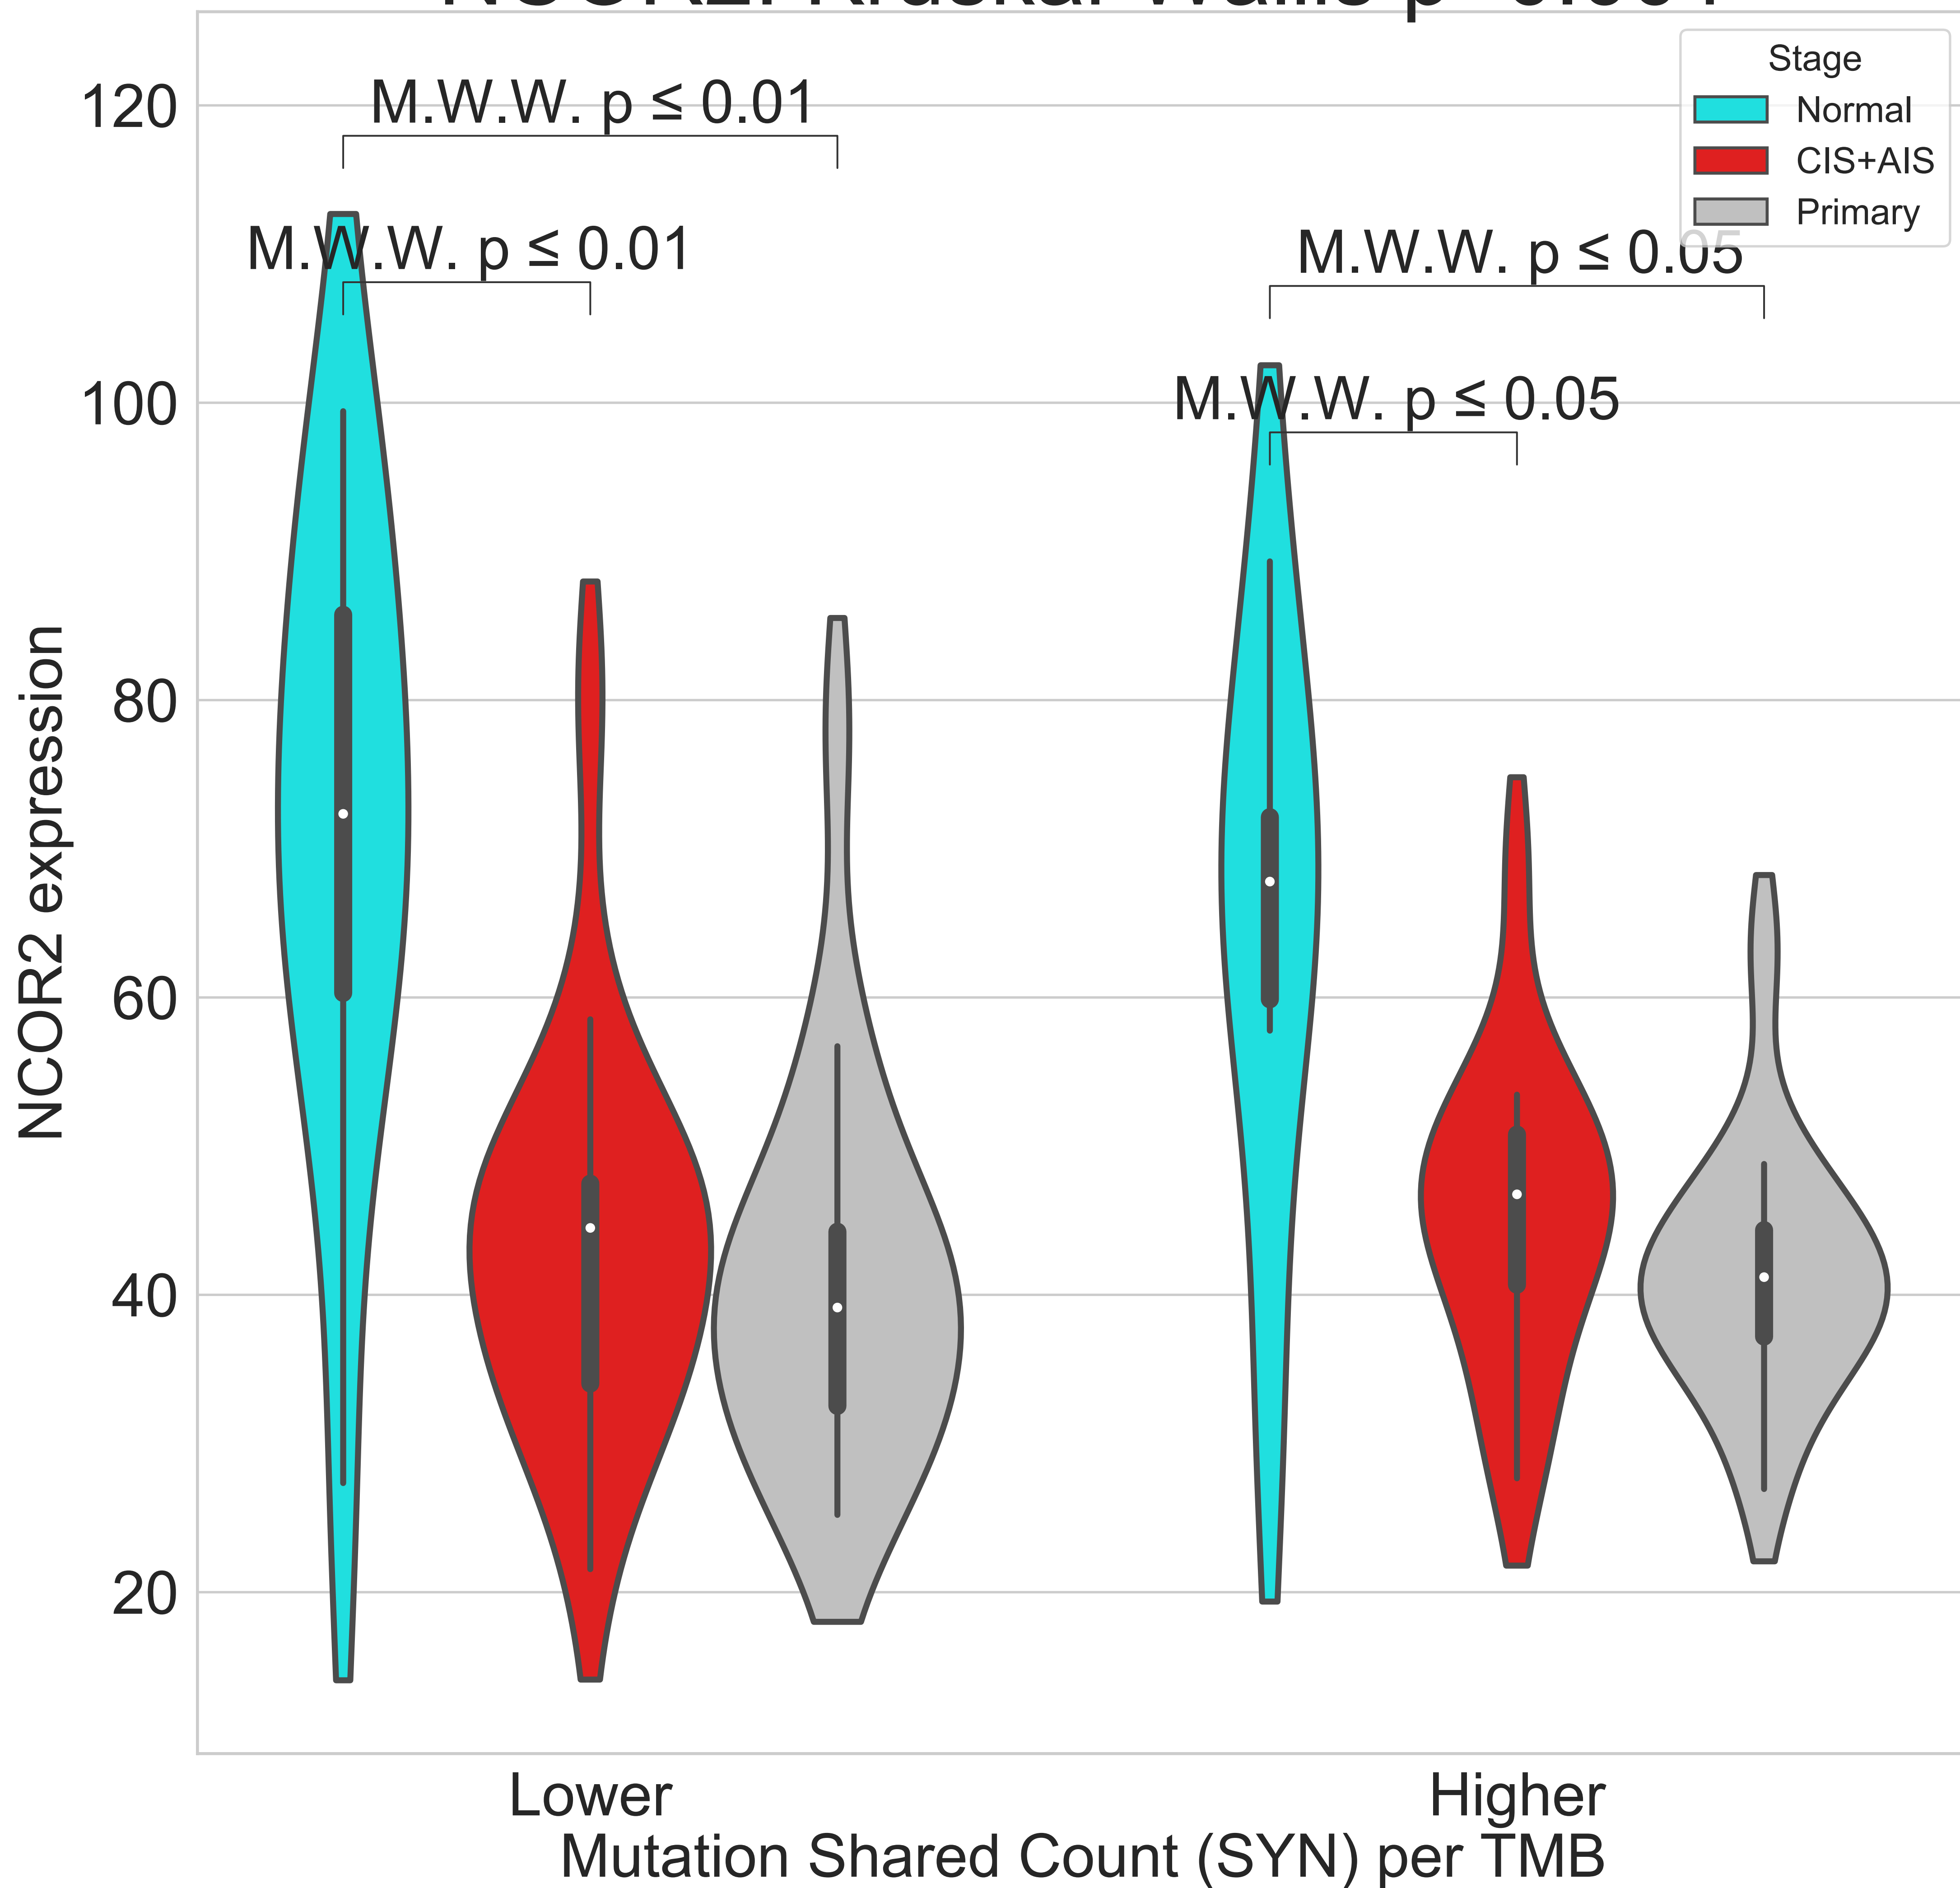 Stage
Normal
CIS+AIS
Primary
M.W.W. p ≤ 0.01
M.W.W. p ≤ 0.01
M.W.W. p ≤ 0.05
M.W.W. p ≤ 0.05
120
100
80
60
40
20
NCOR2 expression
Lower
Higher
Mutation Shared Count (SYN) per TMB